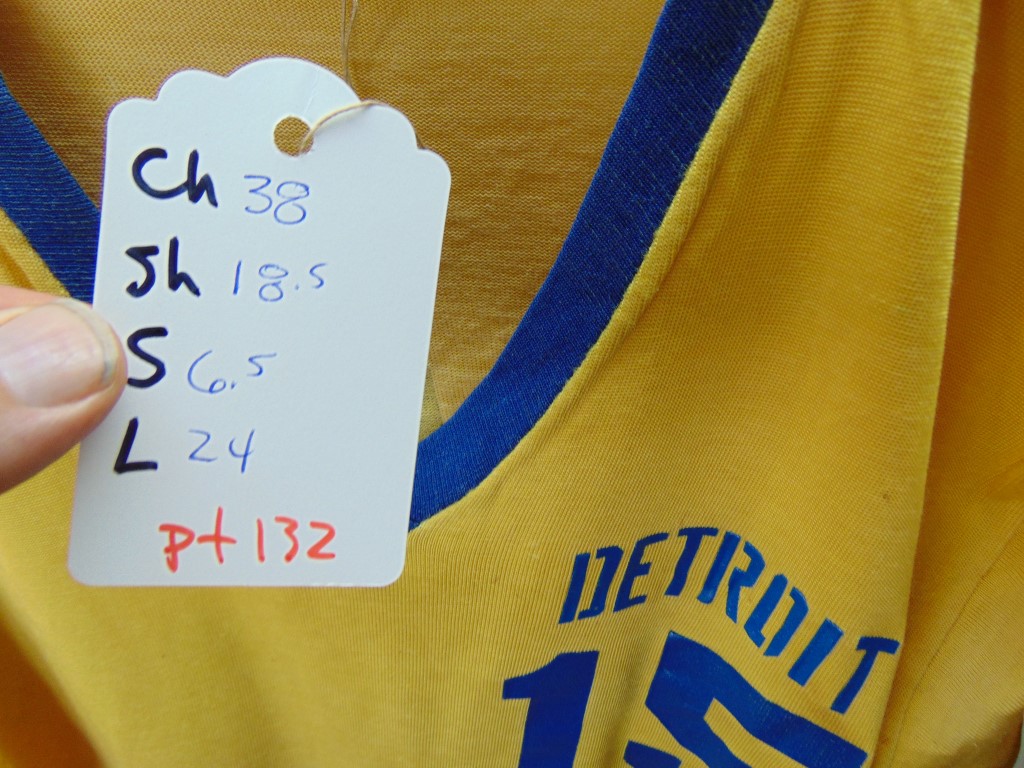 Ch 38
Sh 18.5
S 6.5
L 24
pt 132
DETROIT
15